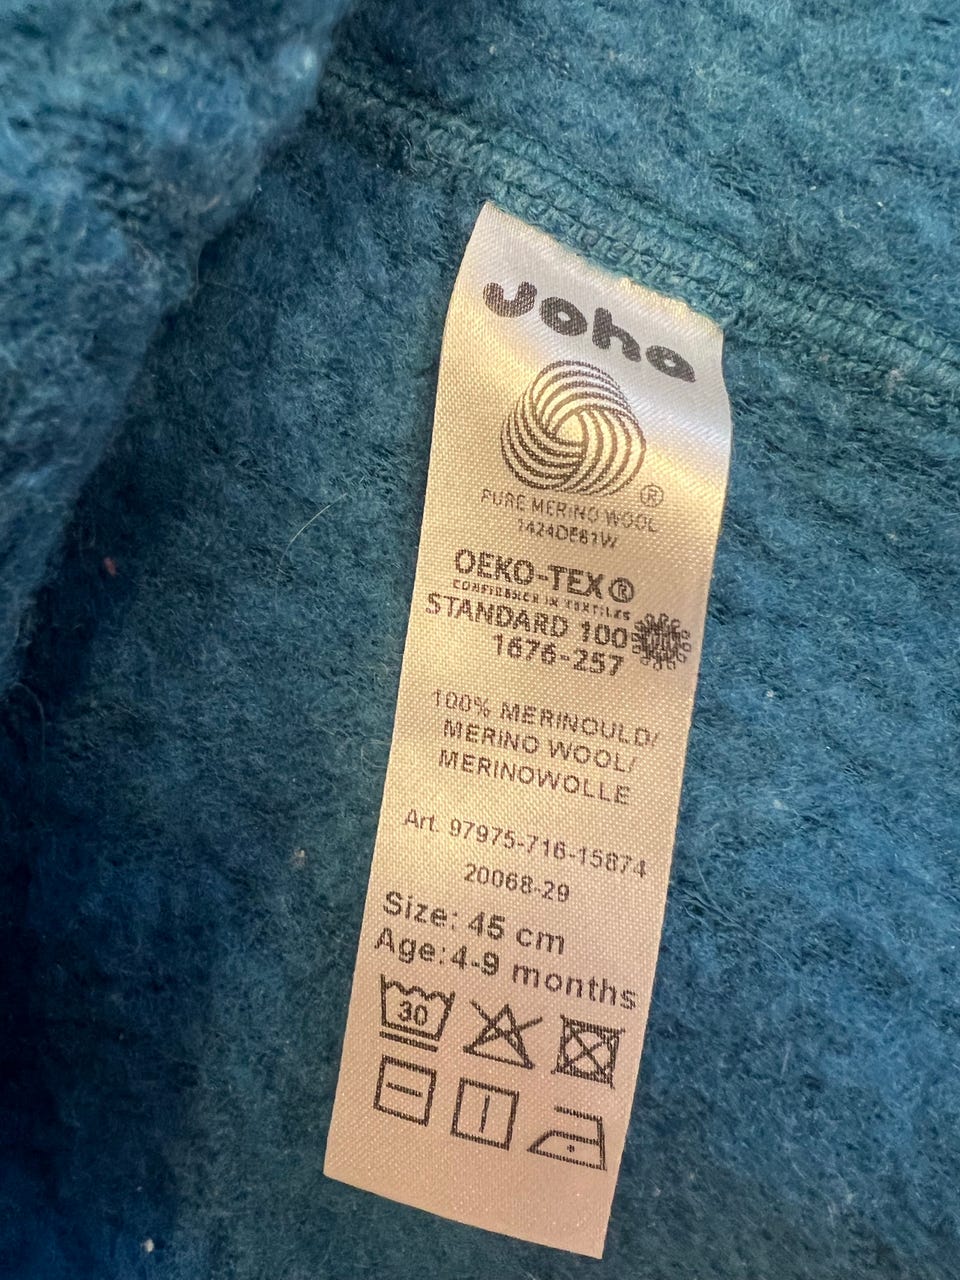 Joha
PURE MERINO WOOL
1424DE61W
OEKO-TEX®
CONFIDENCE IN TEXTILES
STANDARD 100
1676-257
100% MERINOULD/
MERINO WOOL/
MERINOWOLLE
Art. 97975-716-15874
20068-29
Size: 45 cm
Age:4-9 months
30